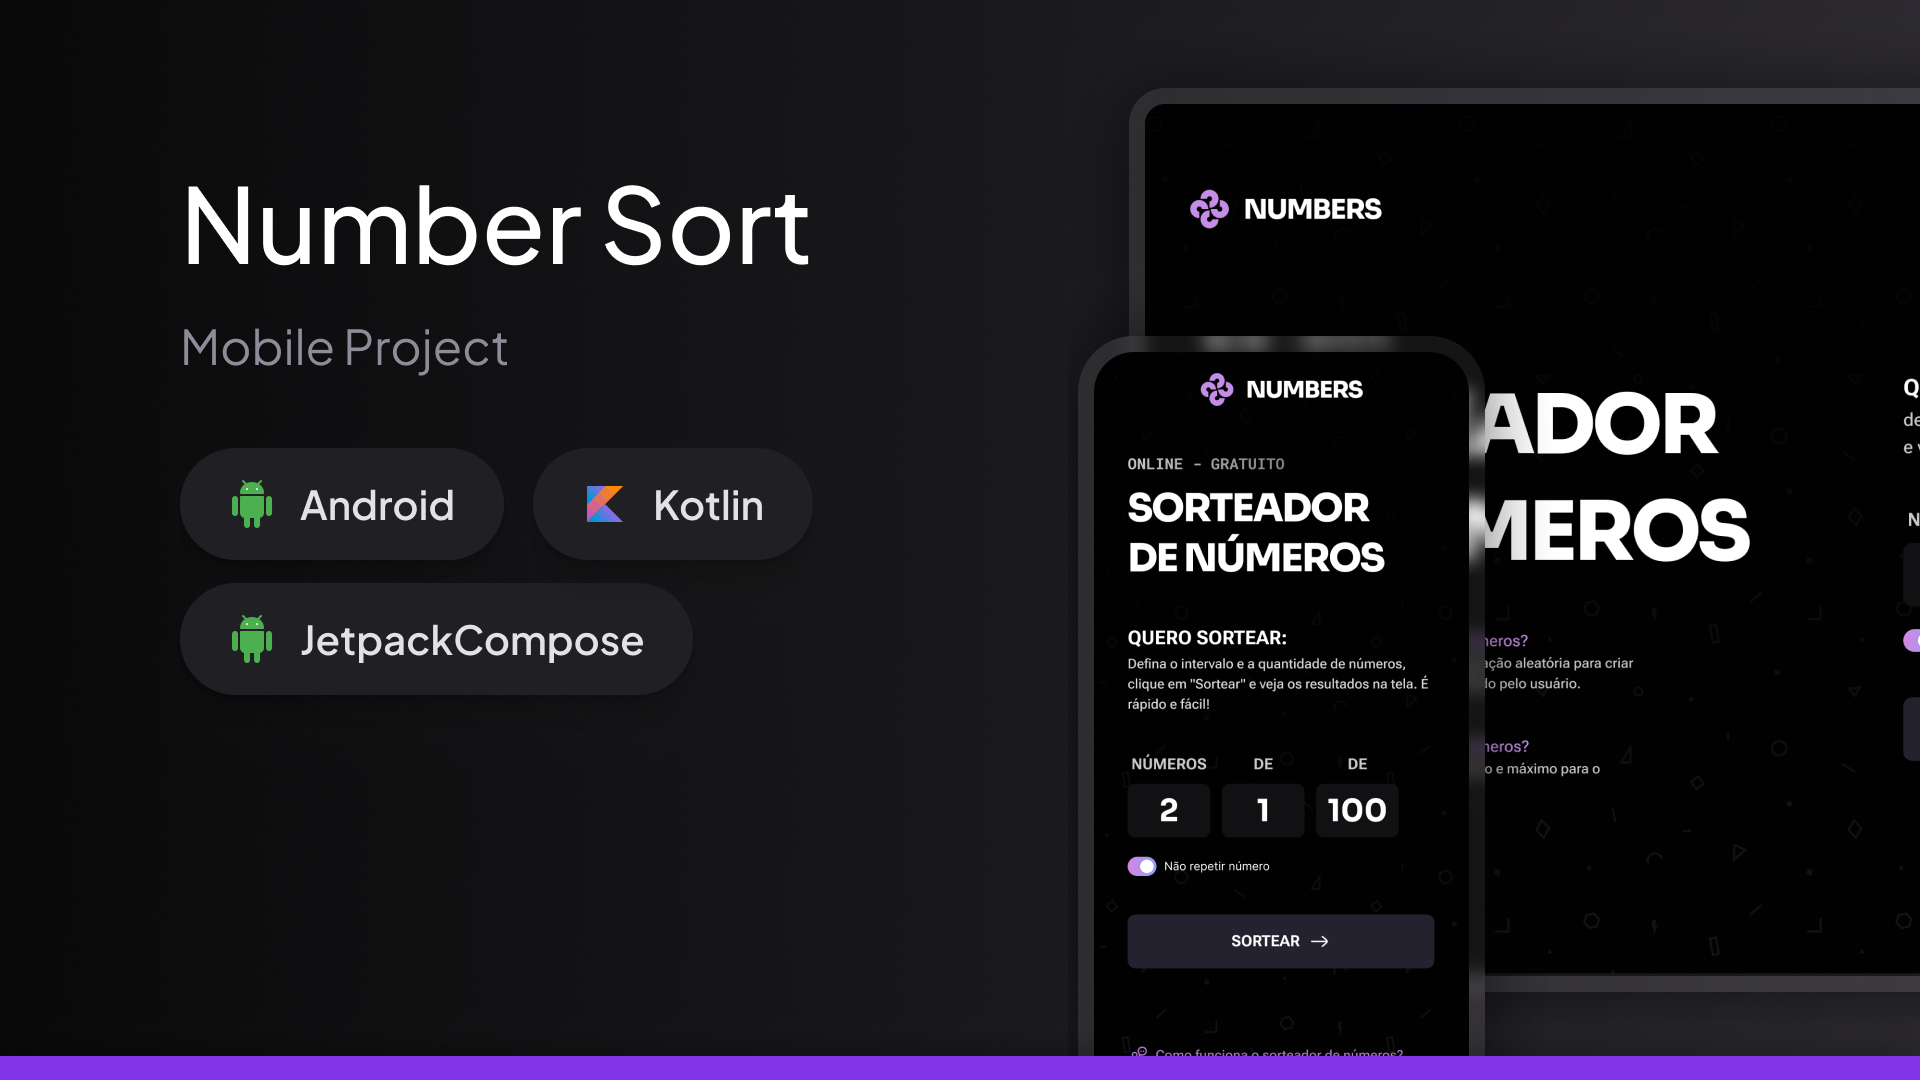 Number Sort
Mobile Project
Android
Kotlin
JetpackCompose
NUMBERS
ADOR
MEROS
neros?
ação aleatória para criar
do pelo usuário.
neros?
o e máximo para o
Q
de
e v
N
NUMBERS
ONLINE - GRATUITO
SORTEADOR
DE NÚMEROS
QUERO SORTEAR:
Defina o intervalo e a quantidade de números,
clique em "Sortear" e veja os resultados na tela. É
rápido e fácil!
NÚMEROS DE DE
2 1 100
Não repetir número
SORTEAR →
Como funciona o sorteador de números?